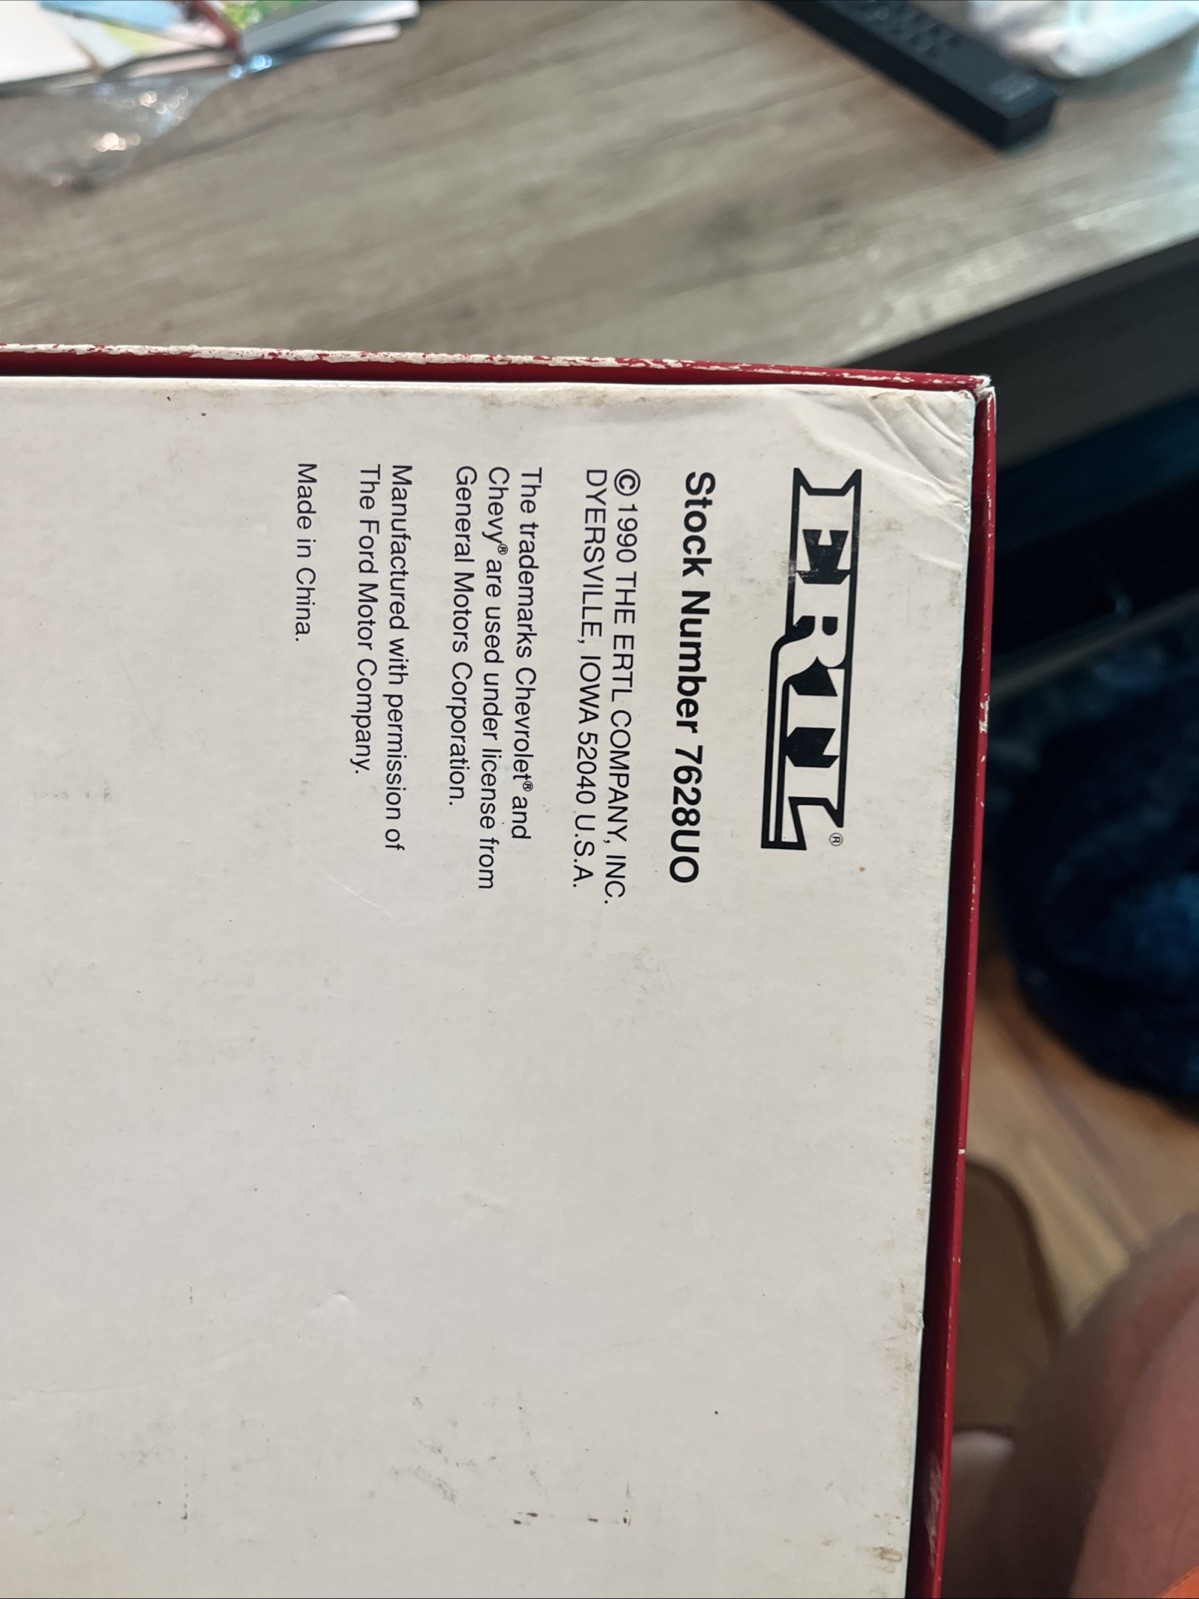 ERTL®
Stock Number 7628UO
© 1990 THE ERTL COMPANY, INC.
DYERSVILLE, IOWA 52040 U.S.A.
The trademarks Chevrolet® and
Chevy® are used under license from
General Motors Corporation.
Manufactured with permission of
The Ford Motor Company.
Made in China.